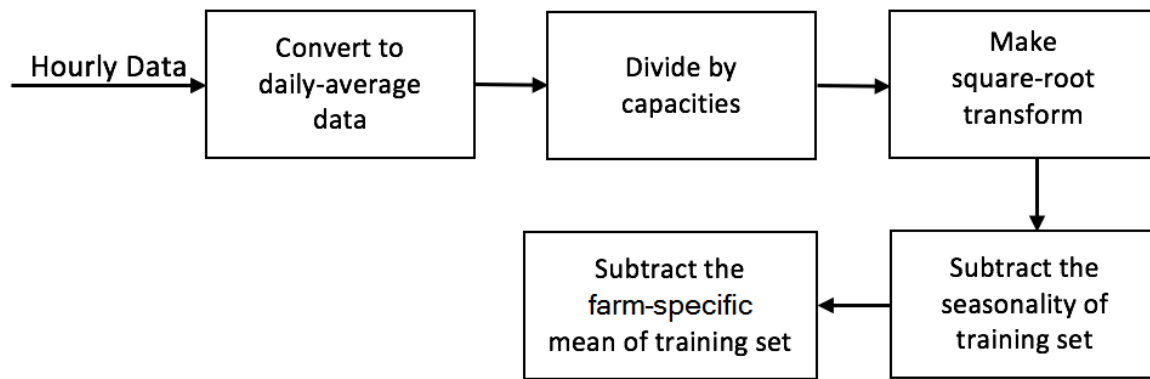 Hourly Data
Convert to
daily-average
data
Divide by
capacities
Make
square-root
transform
Subtract the
seasonality of
training set
Subtract the
farm-specific
mean of training set